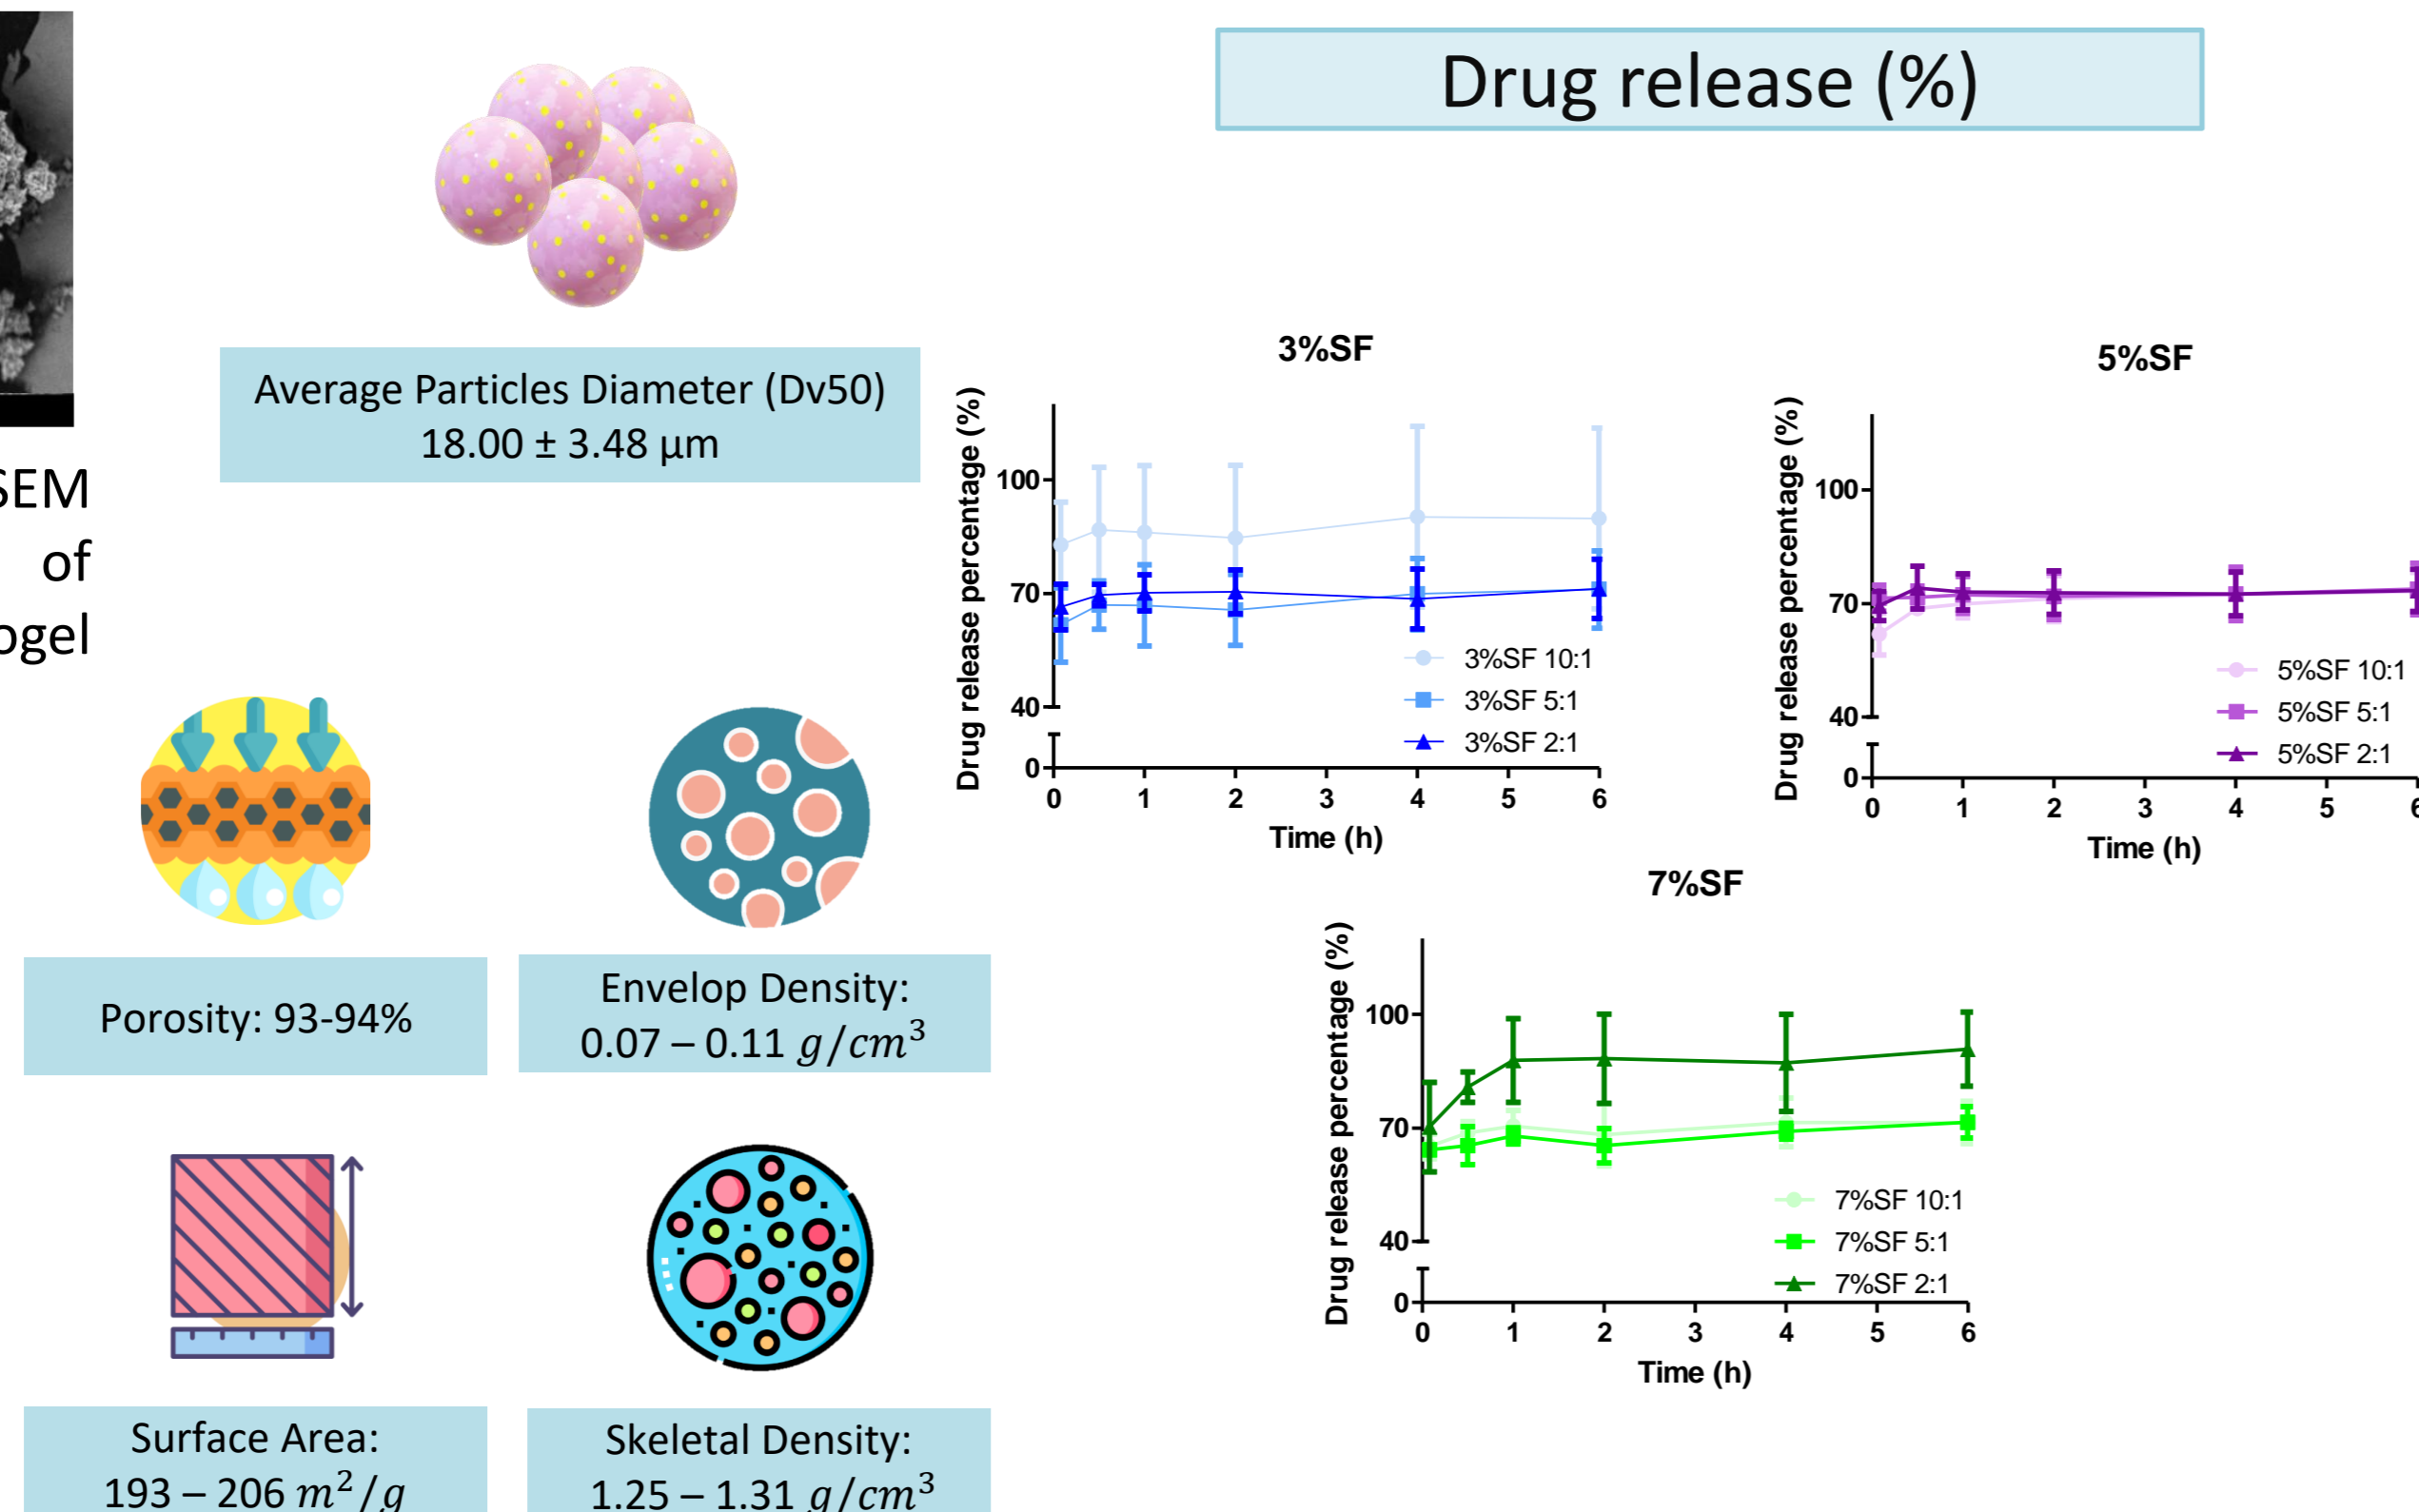 Drug release (%)
Average Particles Diameter (Dv50)
18.00 ± 3.48 µm
SEM
of
Porosity: 93-94%
Envelop Density:
0.07 – 0.11 g/cm³
Surface Area:
193 – 206 m²/g
Skeletal Density:
1.25 – 1.31 g/cm³
3%SF
Drug release percentage (%)
100
70
40
0
0 1 2 3 4 5 6
Time (h)
3%SF 10:1
3%SF 5:1
3%SF 2:1
5%SF
Drug release percentage (%)
100
70
40
0
0 1 2 3 4 5 6
Time (h)
5%SF 10:1
5%SF 5:1
5%SF 2:1
7%SF
Drug release percentage (%)
100
70
40
0
0 1 2 3 4 5 6
Time (h)
7%SF 10:1
7%SF 5:1
7%SF 2:1